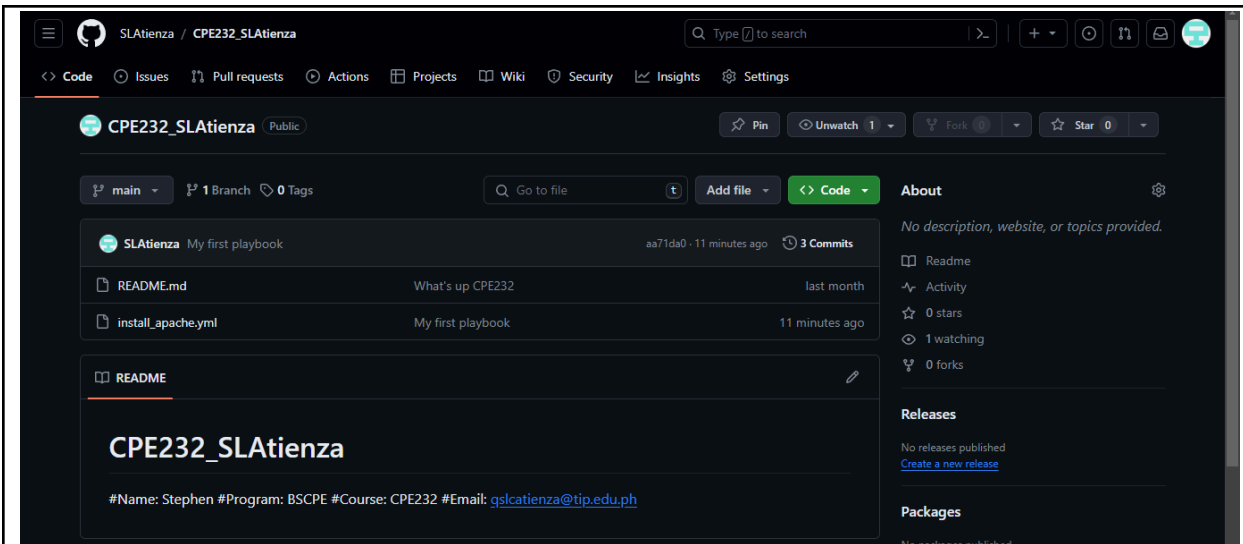 SLAtienza / CPE232_SLAtienza
Type / to search
<> Code Issues Pull requests Actions Projects Wiki Security Insights Settings
CPE232_SLAtienza Public
Pin Unwatch 1 Fork 0 Star 0
main 1 Branch 0 Tags
Go to file t Add file <> Code
SLAtienza My first playbook aa71da0 · 11 minutes ago 3 Commits
README.md What's up CPE232 last month
install_apache.yml My first playbook 11 minutes ago
README
CPE232_SLAtienza
#Name: Stephen #Program: BSCPE #Course: CPE232 #Email: qslcatienza@tip.edu.ph
About
No description, website, or topics provided.
Readme
Activity
0 stars
1 watching
0 forks
Releases
No releases published
Create a new release
Packages
No packages published